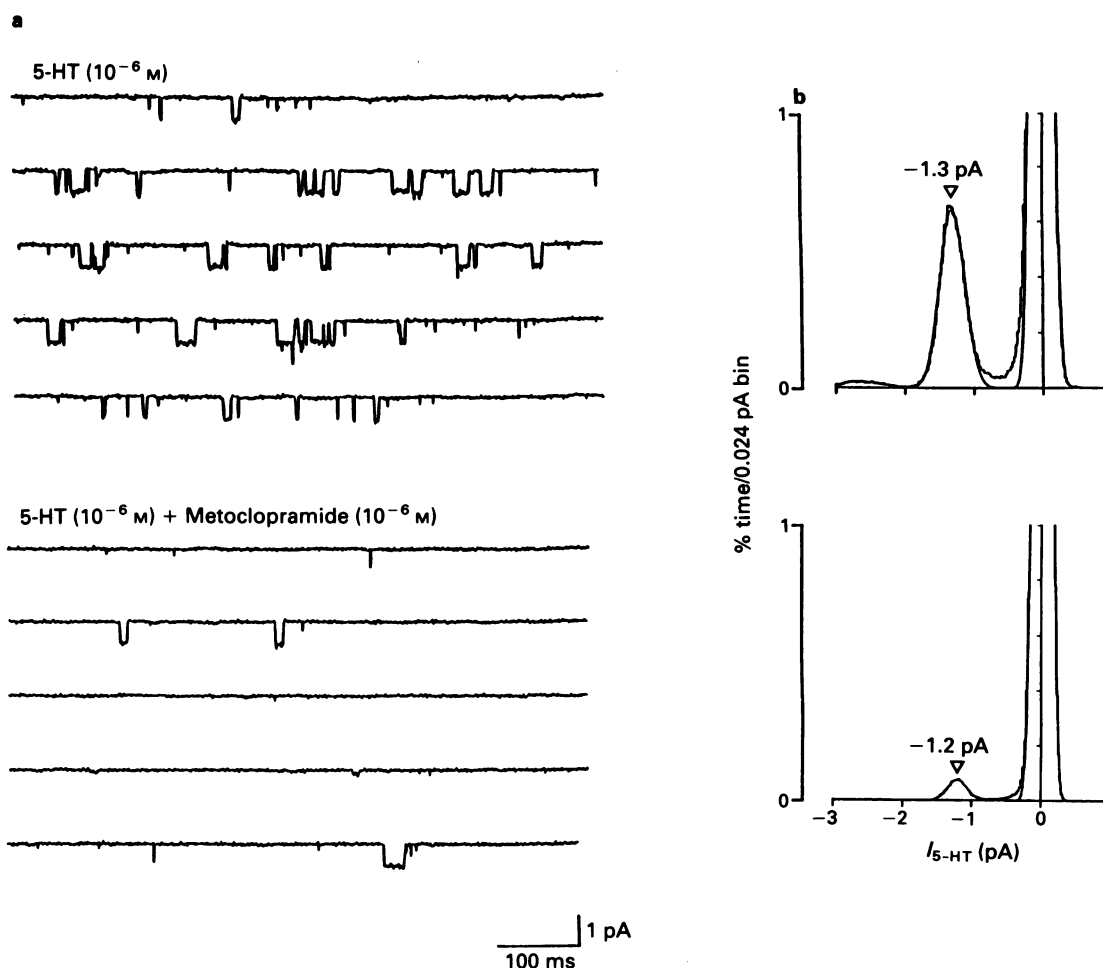 a
5-HT (10⁻⁶ M)
5-HT (10⁻⁶ M) + Metoclopramide (10⁻⁶ M)
1 pA
100 ms
b
1
−1.3 pA
0
% time/0.024 pA bin
1
−1.2 pA
0
−3 −2 −1 0
I5-HT (pA)